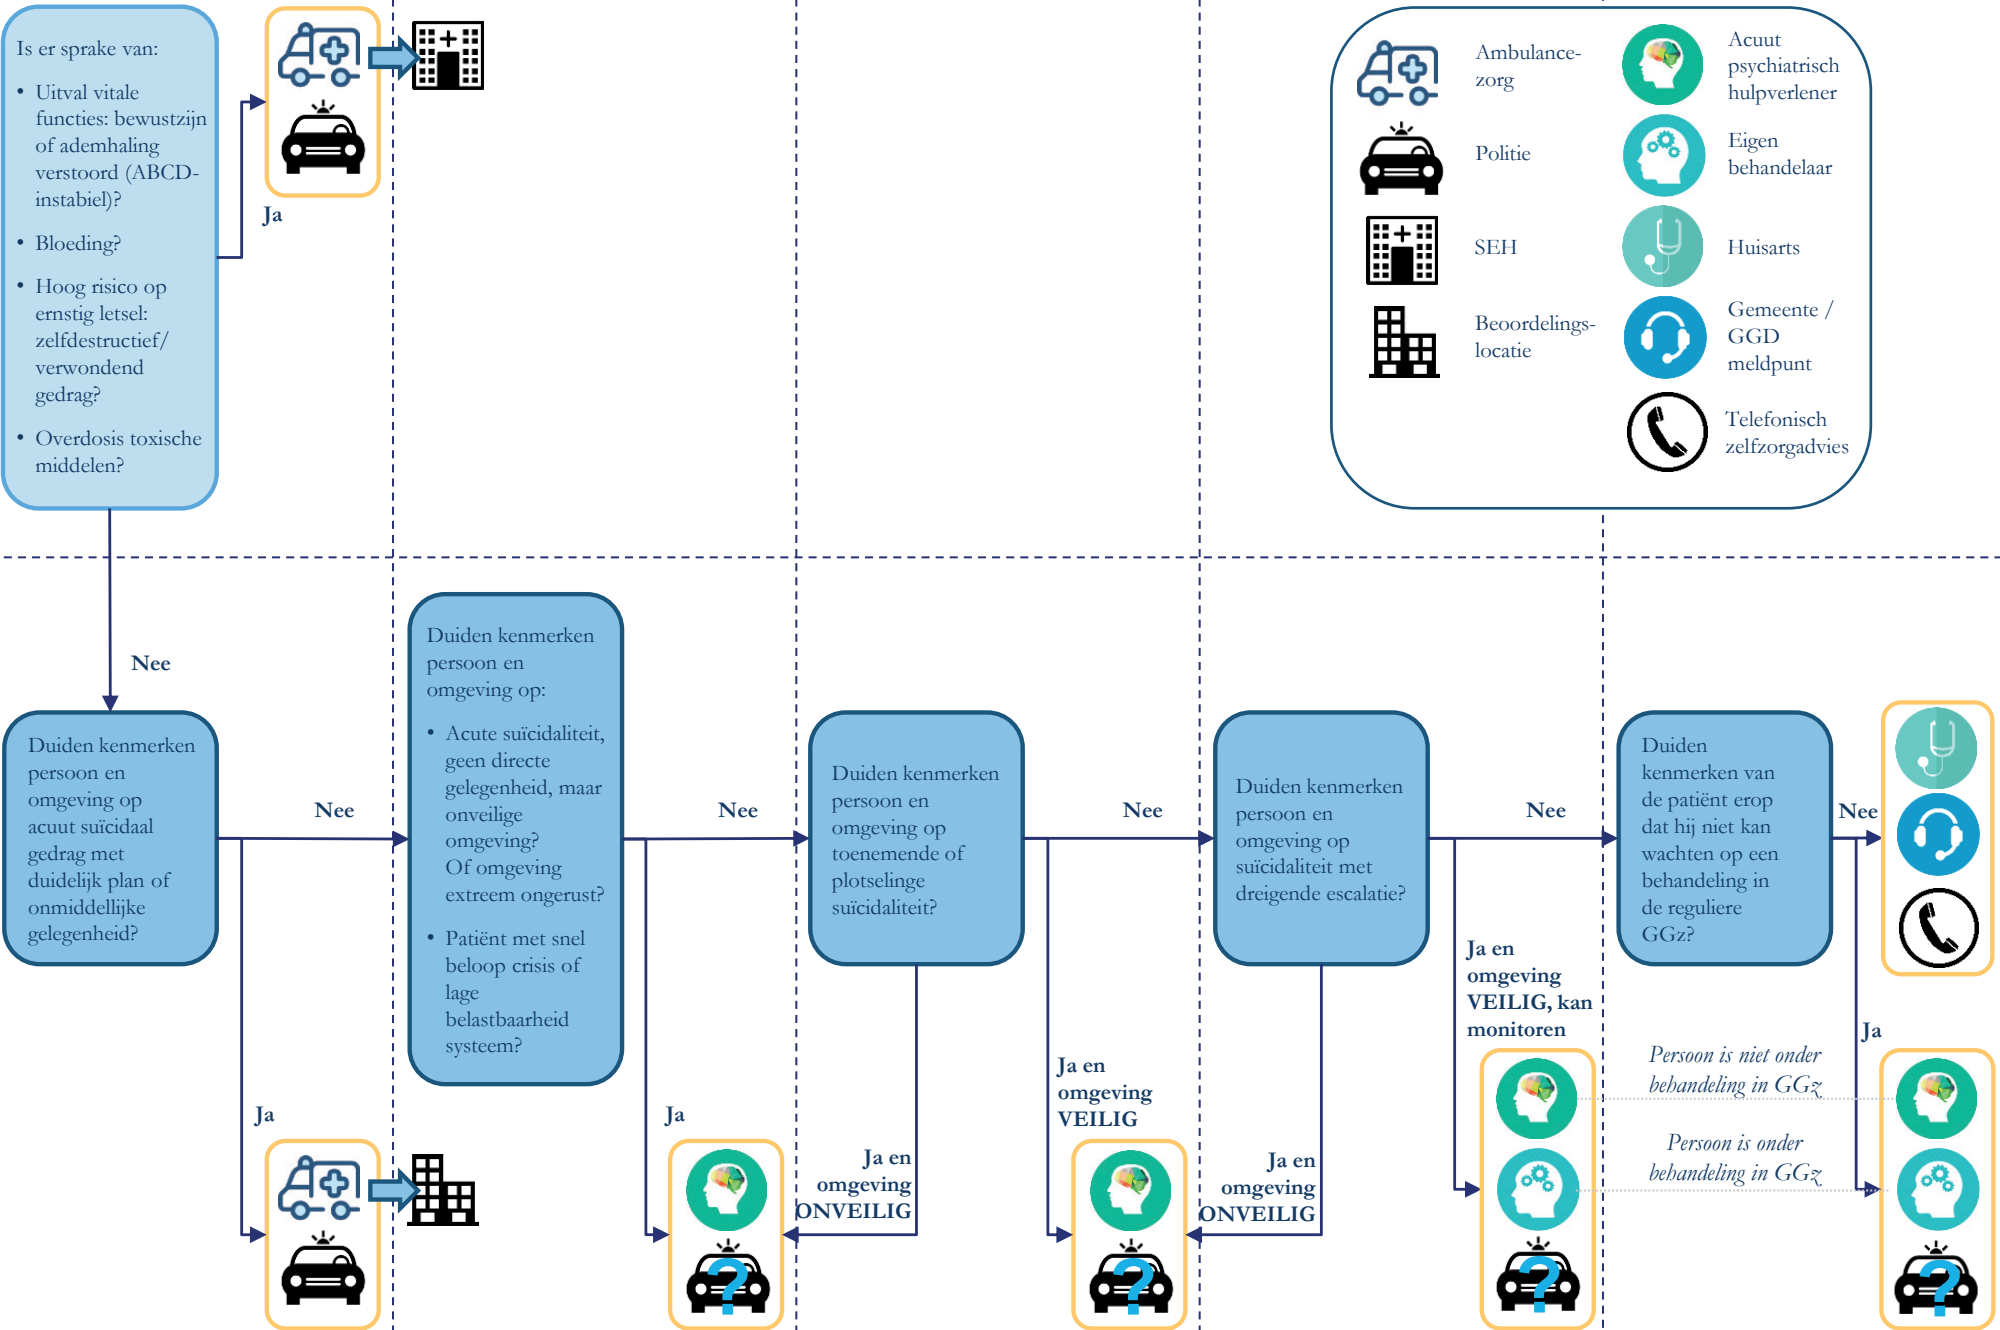 Is er sprake van:
• Uitval vitale
functies: bewustzijn
of ademhaling
verstoord (ABCD-
instabiel)?
• Bloeding?
• Hoog risico op
ernstig letsel:
zelfdestructief/
verwondend
gedrag?
• Overdosis toxische
middelen?
Ja
Ambulance-
zorg
Politie
SEH
Beoordelings-
locatie
Acuut
psychiatrisch
hulpverlener
Eigen
behandelaar
Huisarts
Gemeente /
GGD
meldpunt
Telefonisch
zelfzorgadvies
Nee
Duiden kenmerken
persoon en
omgeving op
acuut suïcidaal
gedrag met
duidelijk plan of
onmiddellijke
gelegenheid?
Nee
Ja
Duiden kenmerken
persoon en
omgeving op:
• Acute suïcidaliteit,
geen directe
gelegenheid, maar
onveilige
omgeving?
Of omgeving
extreem ongerust?
• Patiënt met snel
beloop crisis of
lage
belastbaarheid
systeem?
Nee
Ja
?
Duiden kenmerken
persoon en
omgeving op
toenemende of
plotselinge
suïcidaliteit?
Nee
Ja en
omgeving
ONVEILIG
Ja en
omgeving
VEILIG
?
Duiden kenmerken
persoon en
omgeving op
suïcidaliteit met
dreigende escalatie?
Nee
Ja en
omgeving
ONVEILIG
Ja en
omgeving
VEILIG, kan
monitoren
?
Duiden
kenmerken van
de patiënt erop
dat hij niet kan
wachten op een
behandeling in
de reguliere
GGz?
Nee
Ja
Persoon is niet onder
behandeling in GGz
Persoon is onder
behandeling in GGz
?